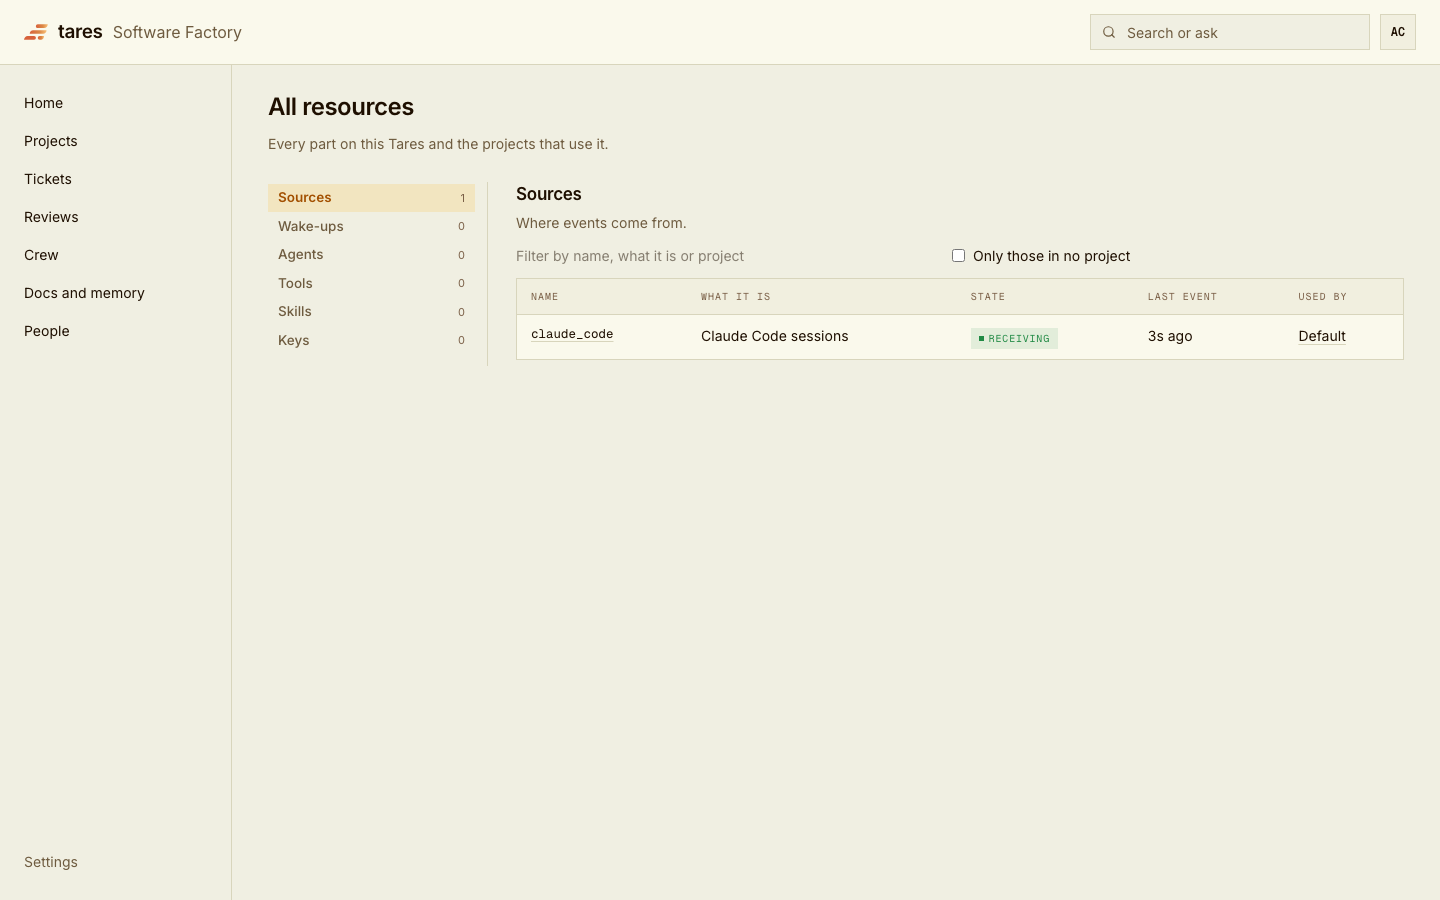 tares Software Factory
Search or ask
AC
Home
Projects
Tickets
Reviews
Crew
Docs and memory
People
Settings
All resources
Every part on this Tares and the projects that use it.
Sources 1
Wake-ups 0
Agents 0
Tools 0
Skills 0
Keys 0
Sources
Where events come from.
Filter by name, what it is or project
Only those in no project
NAME WHAT IT IS STATE LAST EVENT USED BY
claude_code Claude Code sessions RECEIVING 3s ago Default